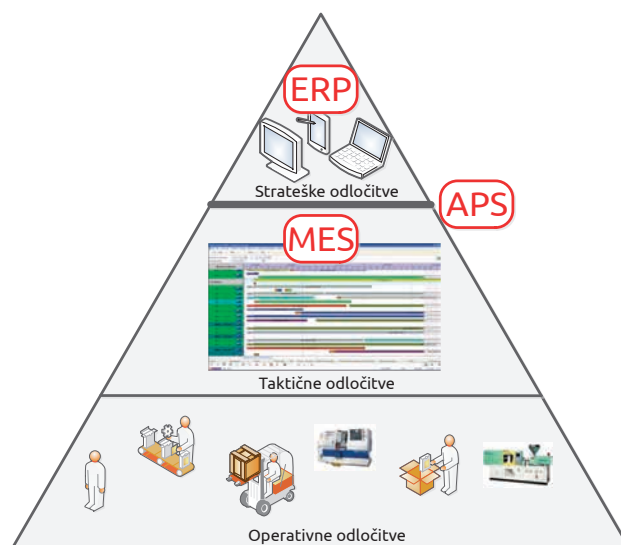 ERP
Strateške odločitve
APS
MES
Taktične odločitve
Operativne odločitve